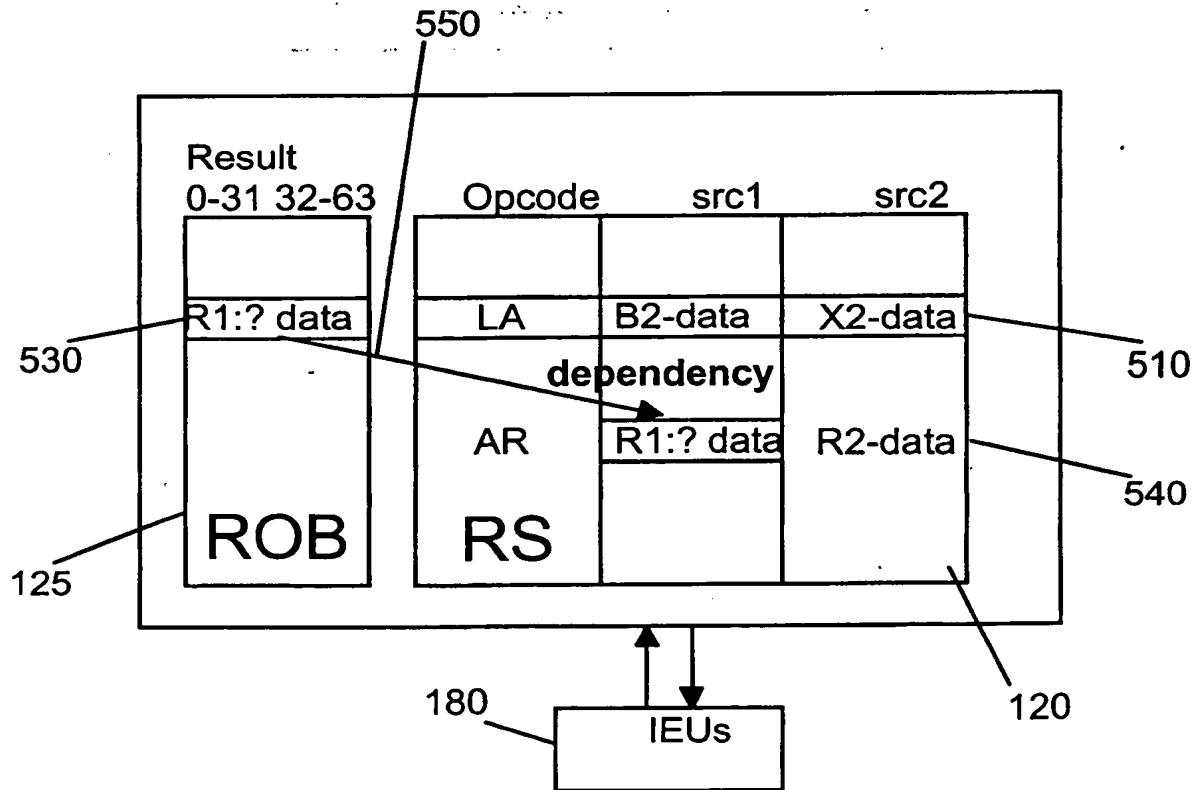 550
Result
0-31 32-63
Opcode src1 src2
R1:? data LA B2-data X2-data
530 510
dependency
AR R1:? data R2-data
540
ROB RS
125
180 120
IEUs